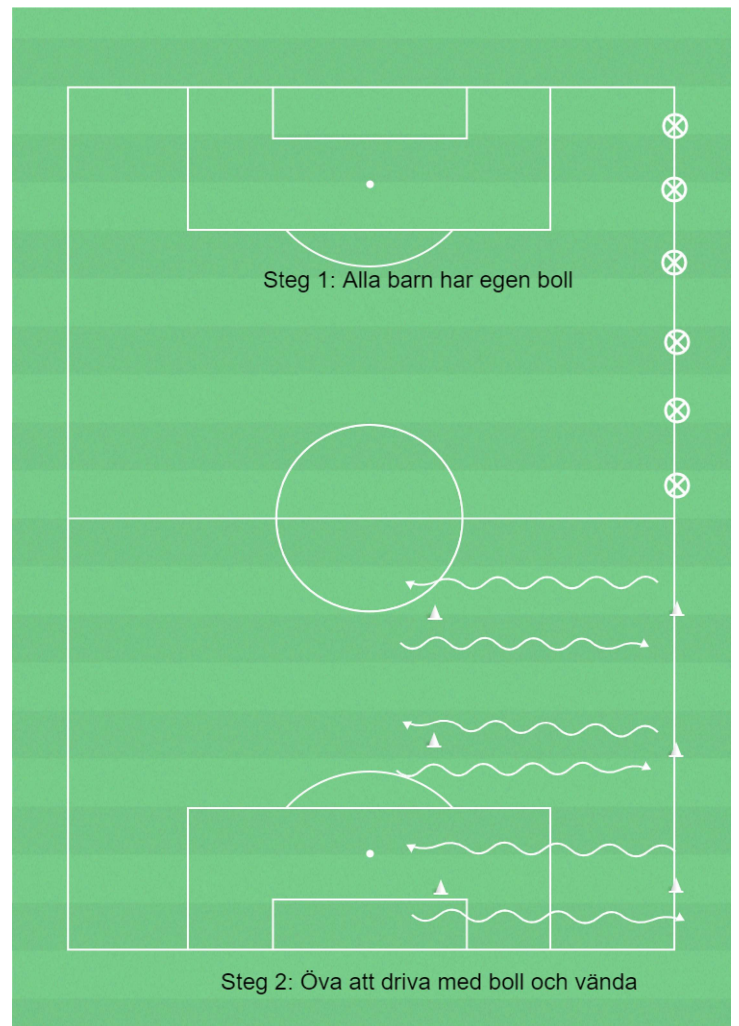 Steg 1: Alla barn har egen boll
Steg 2: Öva att driva med boll och vända